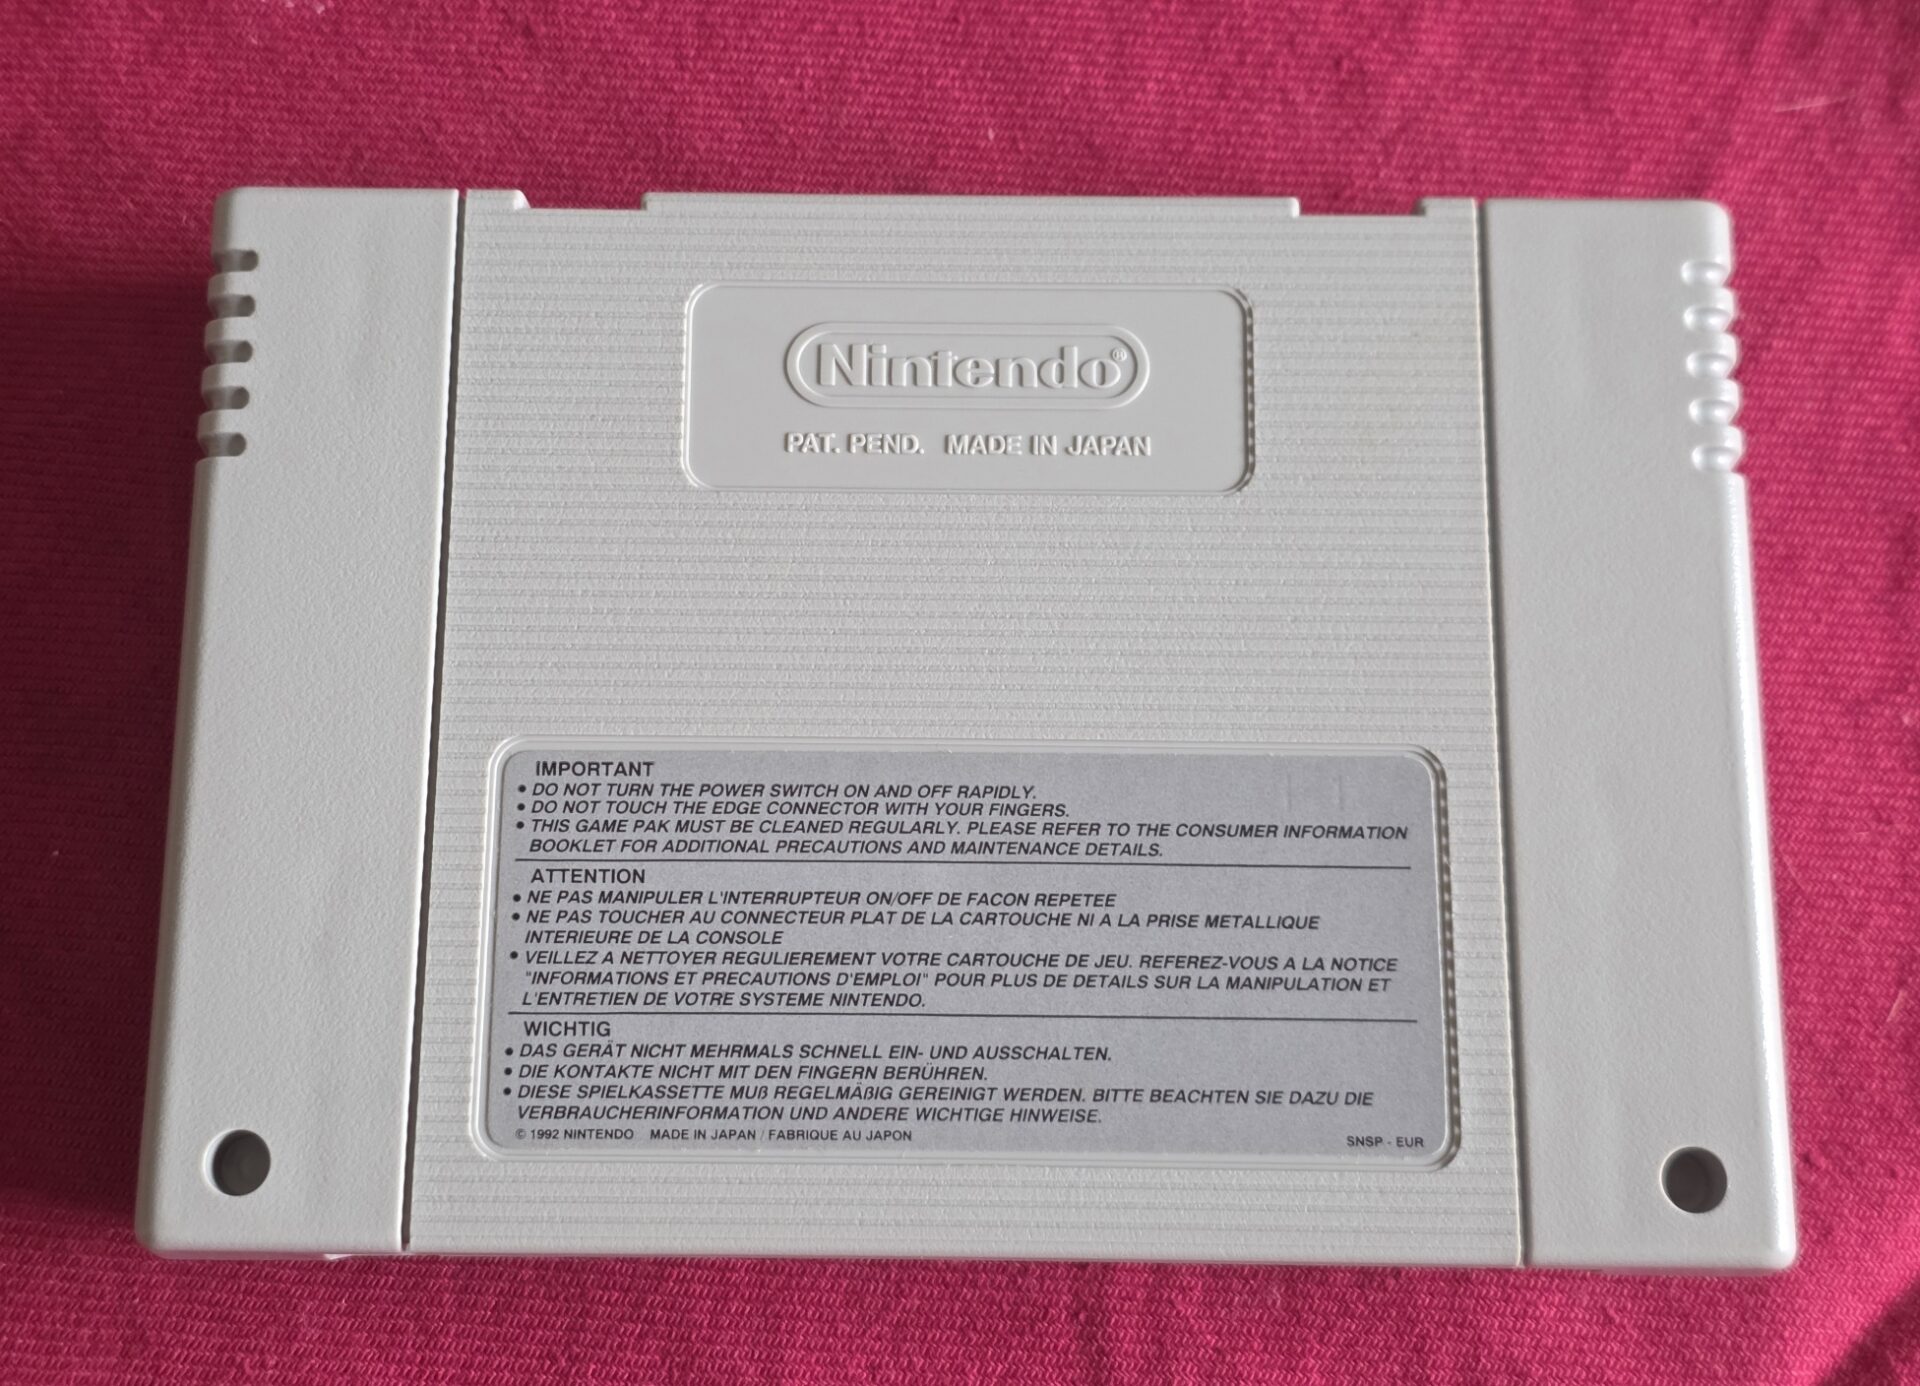 Nintendo®
PAT. PEND. MADE IN JAPAN
IMPORTANT
• DO NOT TURN THE POWER SWITCH ON AND OFF RAPIDLY.
• DO NOT TOUCH THE EDGE CONNECTOR WITH YOUR FINGERS.
• THIS GAME PAK MUST BE CLEANED REGULARLY. PLEASE REFER TO THE CONSUMER INFORMATION
BOOKLET FOR ADDITIONAL PRECAUTIONS AND MAINTENANCE DETAILS.
ATTENTION
• NE PAS MANIPULER L'INTERRUPTEUR ON/OFF DE FACON REPETEE
• NE PAS TOUCHER AU CONNECTEUR PLAT DE LA CARTOUCHE NI A LA PRISE METALLIQUE
INTERIEURE DE LA CONSOLE
• VEILLEZ A NETTOYER REGULIEREMENT VOTRE CARTOUCHE DE JEU. REFEREZ-VOUS A LA NOTICE
"INFORMATIONS ET PRECAUTIONS D'EMPLOI" POUR PLUS DE DETAILS SUR LA MANIPULATION ET
L'ENTRETIEN DE VOTRE SYSTEME NINTENDO.
WICHTIG
• DAS GERÄT NICHT MEHRMALS SCHNELL EIN- UND AUSSCHALTEN.
• DIE KONTAKTE NICHT MIT DEN FINGERN BERÜHREN.
• DIESE SPIELKASSETTE MUß REGELMÄßIG GEREINIGT WERDEN. BITTE BEACHTEN SIE DAZU DIE
VERBRAUCHERINFORMATION UND ANDERE WICHTIGE HINWEISE.
© 1992 NINTENDO MADE IN JAPAN / FABRIQUE AU JAPON
SNSP - EUR